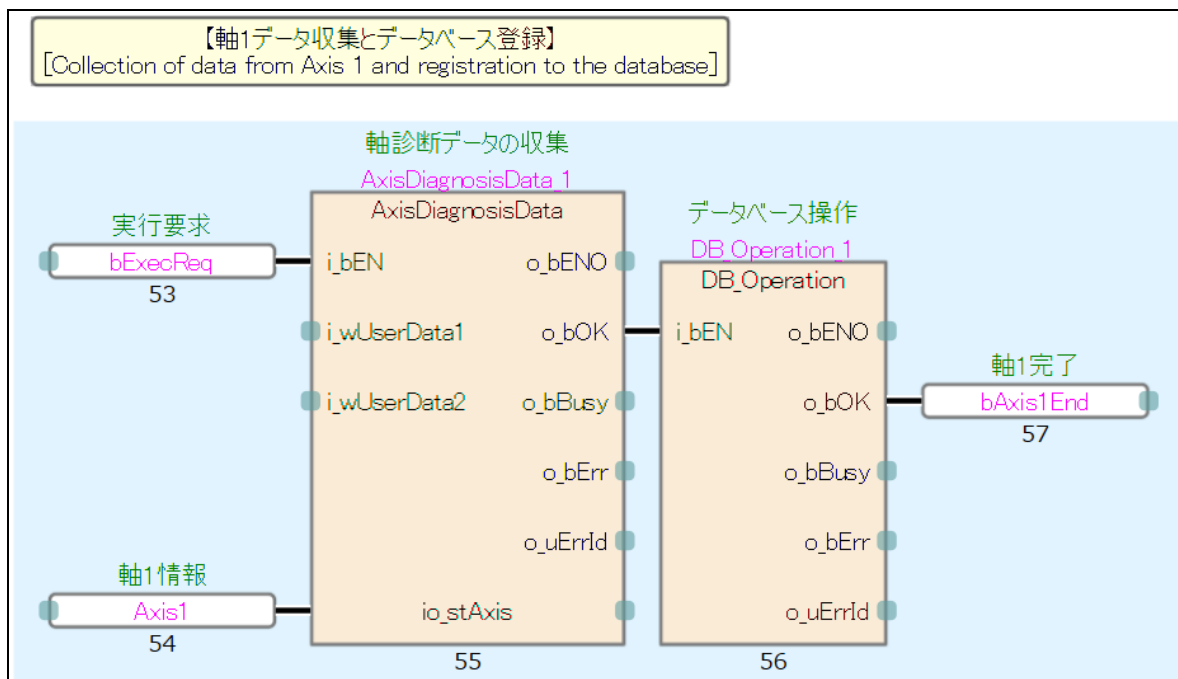 【軸1データ収集とデータベース登録】
[Collection of data from Axis 1 and registration to the database]
軸診断データの収集
AxisDiagnosisData_1
AxisDiagnosisData
実行要求
bExecReq
53
i_bEN
o_bENO
i_wUserData1
o_bOK
i_wUserData2
o_bBusy
o_bErr
o_uErrId
軸1情報
Axis1
54
io_stAxis
55
データベース操作
DB_Operation_1
DB_Operation
i_bEN
o_bENO
o_bOK
o_bBusy
o_bErr
o_uErrId
56
軸1完了
bAxis1End
57